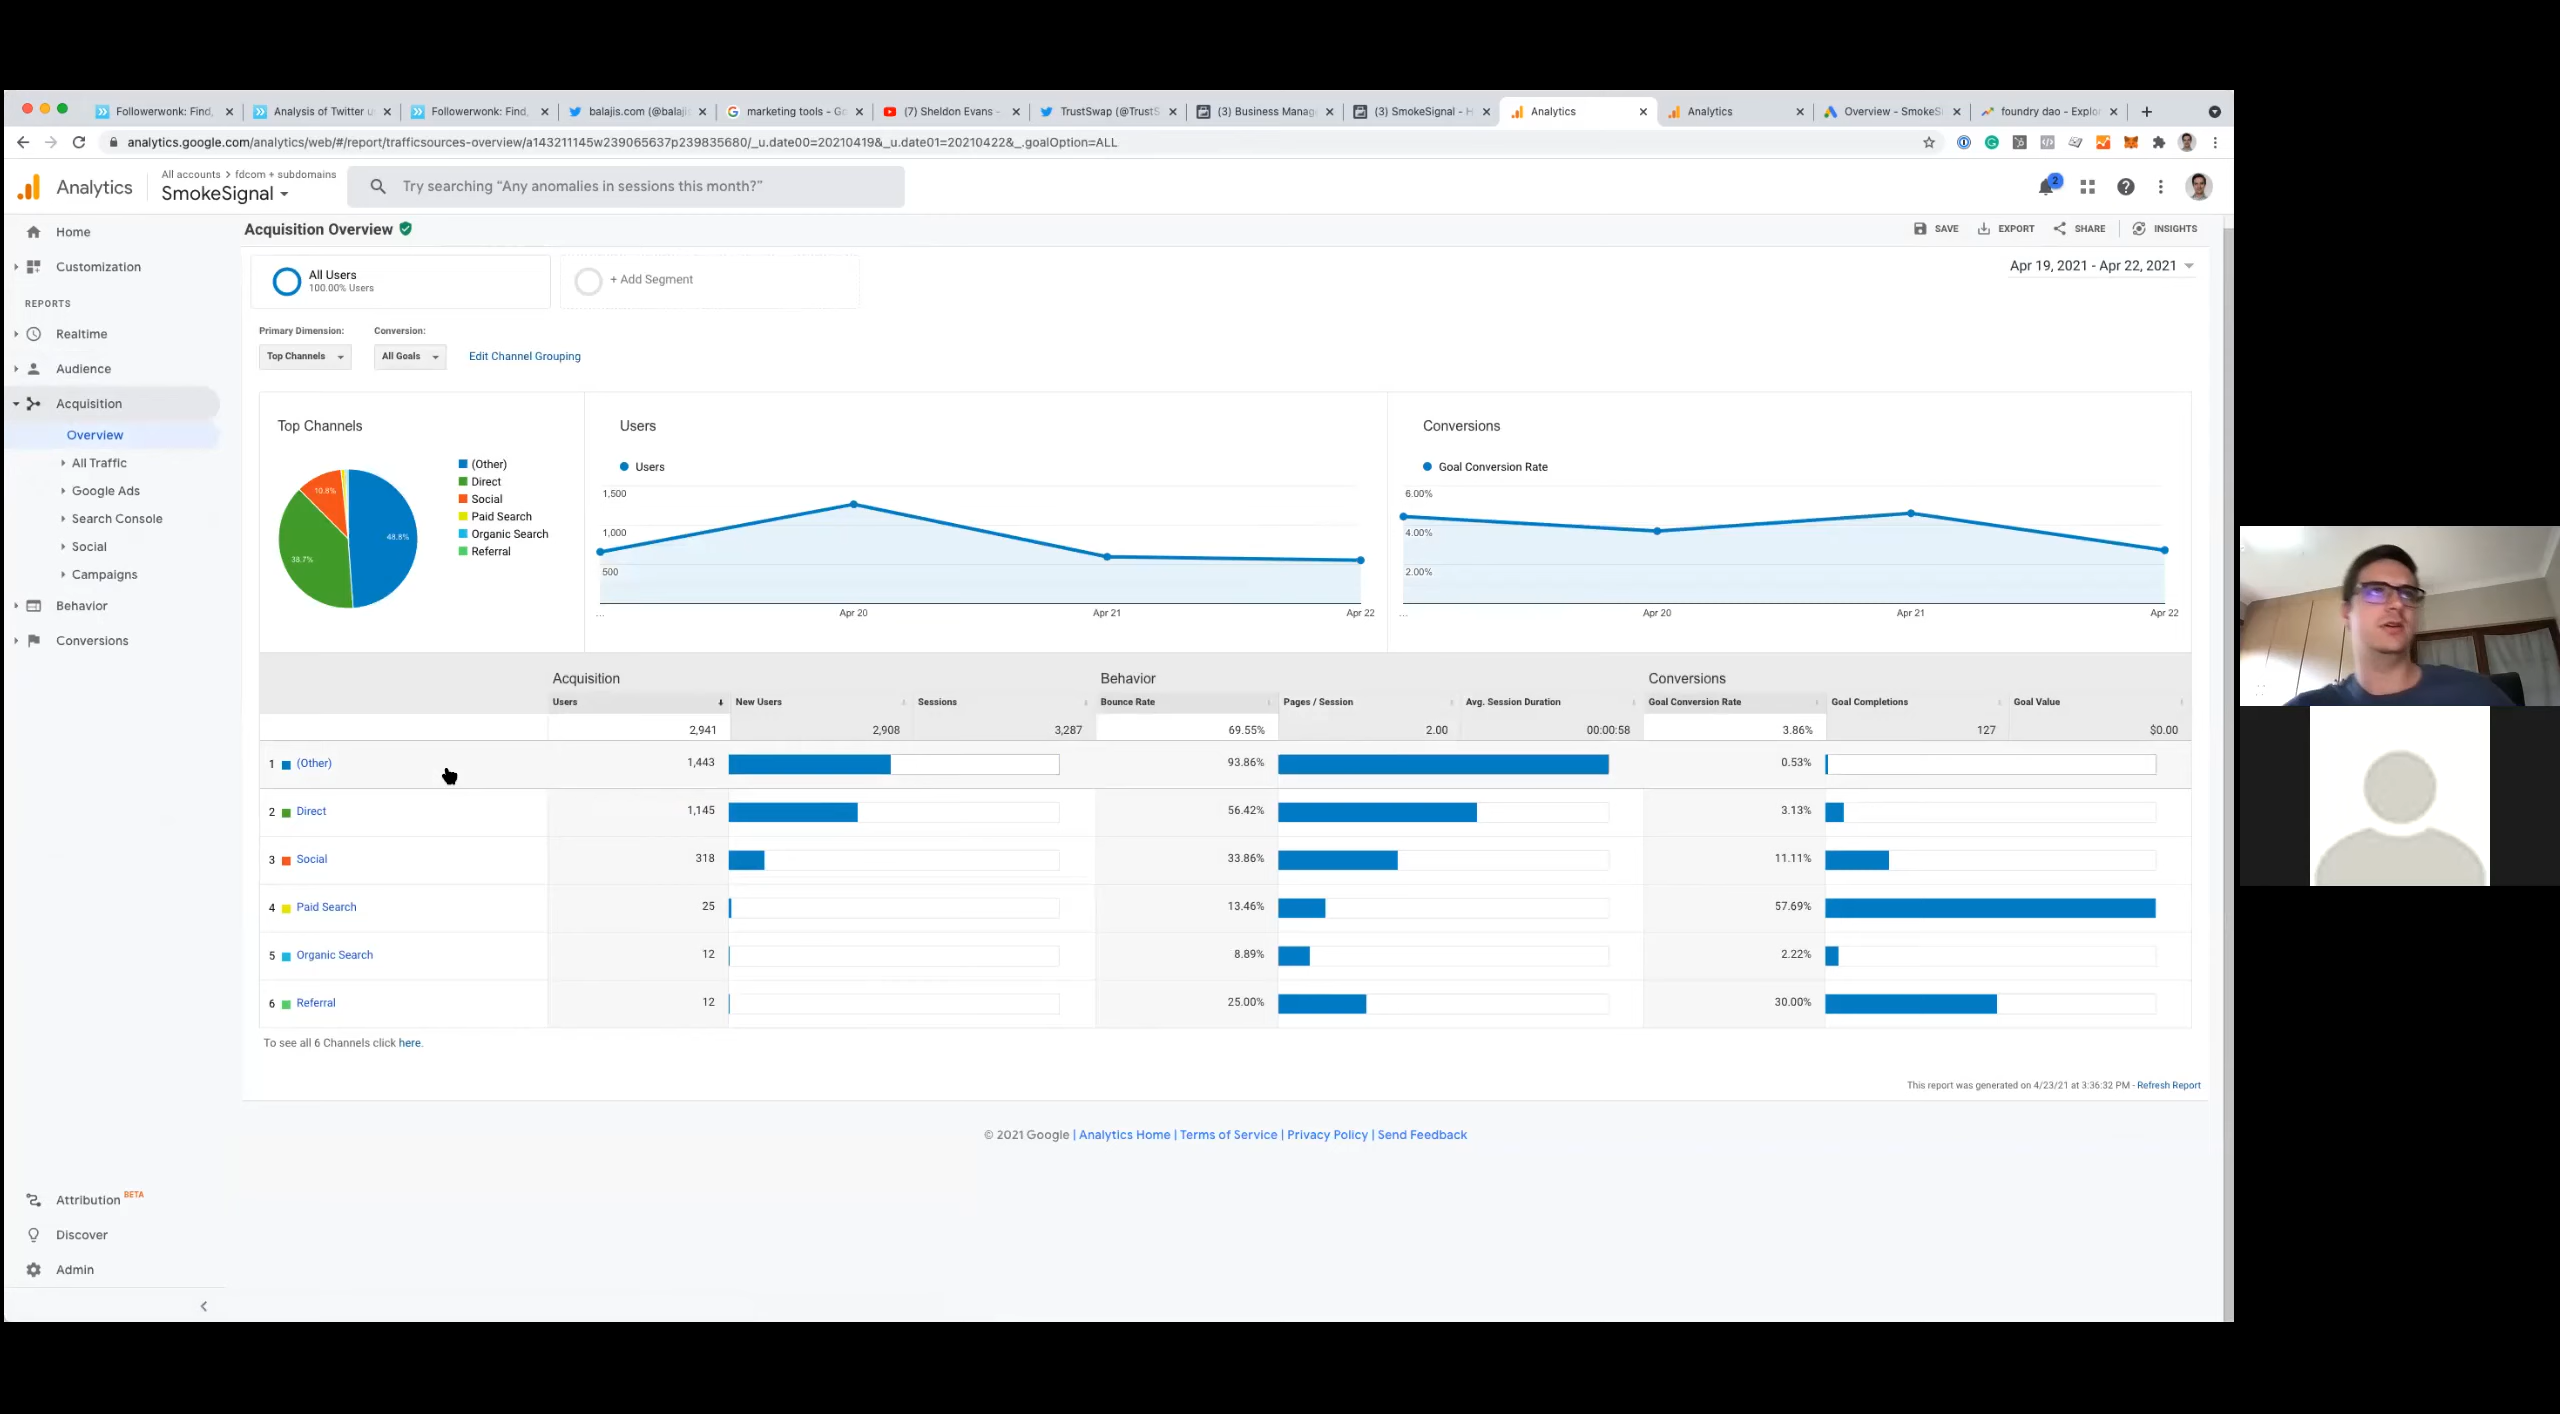 Followerwonk: Find,
Analysis of Twitter u
Followerwonk: Find,
balajis.com (@balajis
marketing tools - Go
(7) Sheldon Evans -
TrustSwap (@TrustS
(3) Business Manag
(3) SmokeSignal - H
Analytics
Analytics
Overview - SmokeSi
foundry dao - Explor
analytics.google.com/analytics/web/#/report/trafficsources-overview/a143211145w239065637p239835680/_u.date00=20210419&_u.date01=20210422&_.goalOption=ALL
Analytics
All accounts > fdcom + subdomains
SmokeSignal
Try searching “Any anomalies in sessions this month?”
2
Home
Customization
REPORTS
Realtime
Audience
Acquisition
Overview
All Traffic
Google Ads
Search Console
Social
Campaigns
Behavior
Conversions
Attribution BETA
Discover
Admin
Acquisition Overview
SAVE EXPORT SHARE INSIGHTS
All Users
100.00% Users
+ Add Segment
Apr 19, 2021 - Apr 22, 2021
Primary Dimension: Conversion:
Top Channels All Goals Edit Channel Grouping
Top Channels
(Other)
Direct
Social
Paid Search
Organic Search
Referral
10.8%
48.8%
38.7%
Users
Users
1,500
1,000
500
... Apr 20 Apr 21 Apr 22
Conversions
Goal Conversion Rate
6.00%
4.00%
2.00%
... Apr 20 Apr 21 Apr 22
Acquisition Behavior Conversions
Users New Users Sessions Bounce Rate Pages / Session Avg. Session Duration Goal Conversion Rate Goal Completions Goal Value
2,941 2,908 3,287 69.55% 2.00 00:00:58 3.86% 127 $0.00
1 (Other) 1,443 93.86% 0.53%
2 Direct 1,145 56.42% 3.13%
3 Social 318 33.86% 11.11%
4 Paid Search 25 13.46% 57.69%
5 Organic Search 12 8.89% 2.22%
6 Referral 12 25.00% 30.00%
To see all 6 Channels click here.
This report was generated on 4/23/21 at 3:36:32 PM - Refresh Report
© 2021 Google | Analytics Home | Terms of Service | Privacy Policy | Send Feedback